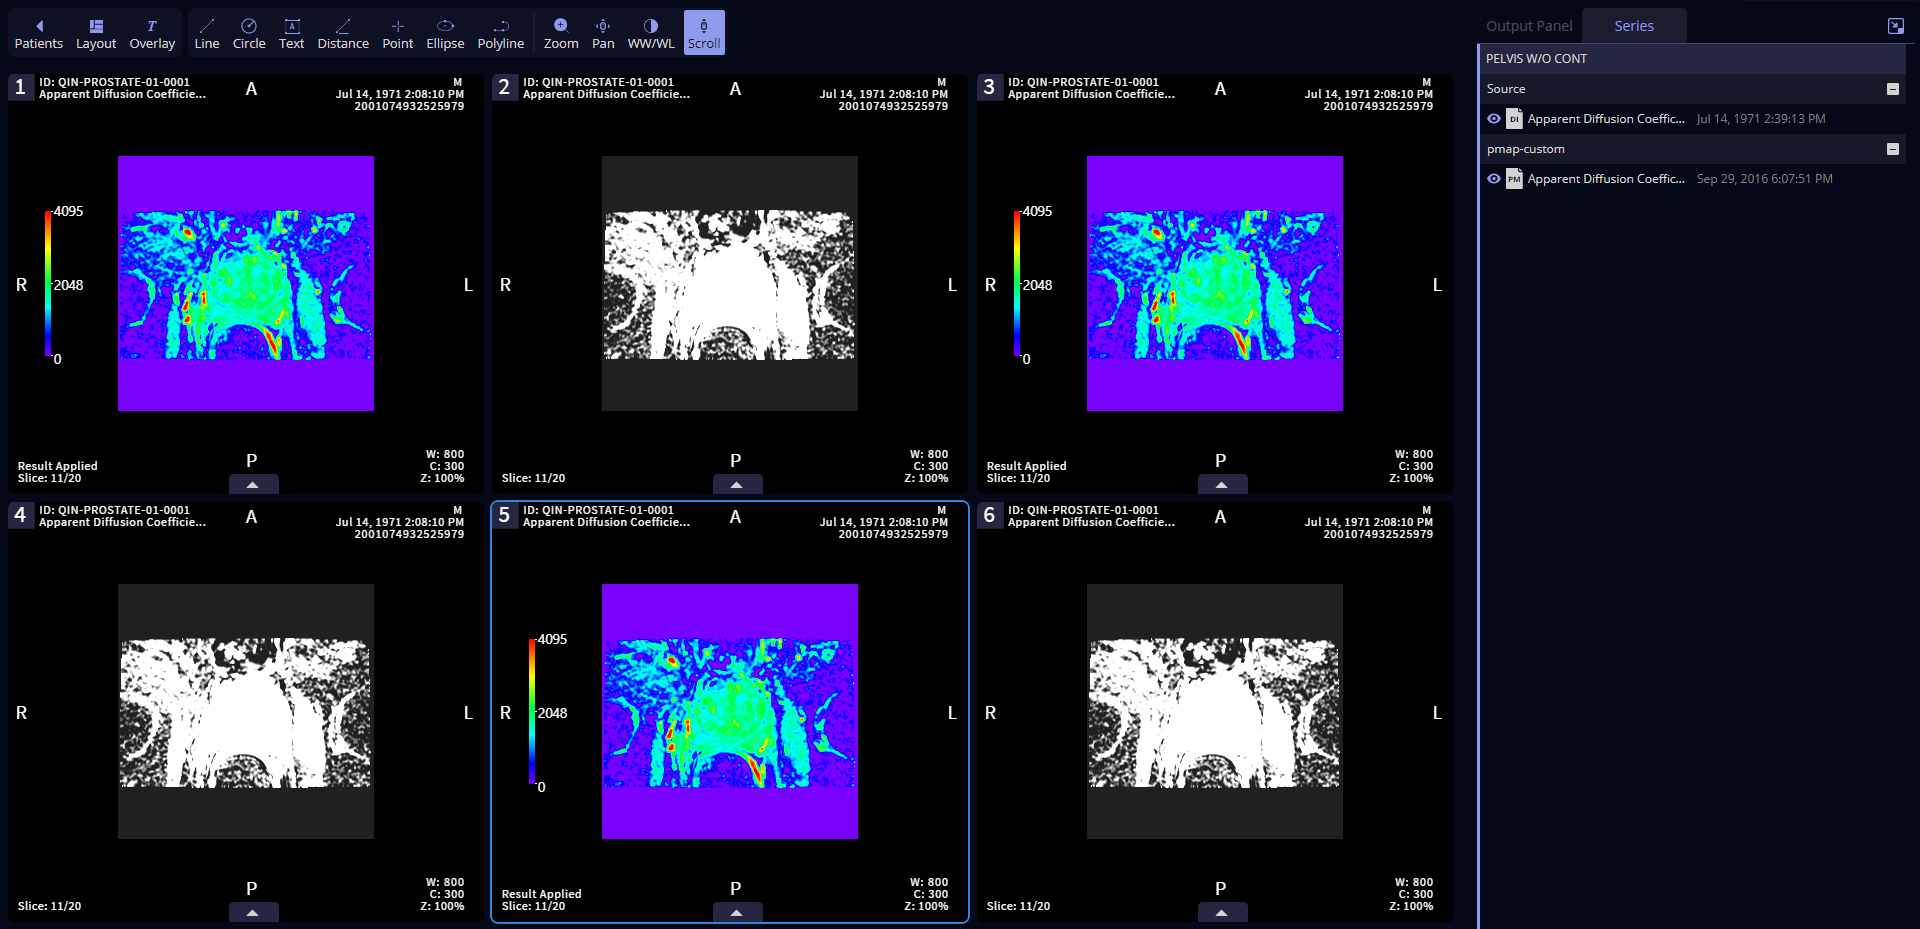 Patients Layout Overlay Line Circle Text Distance Point Ellipse Polyline Zoom Pan WW/WL Scroll
Output Panel Series
PELVIS W/O CONT
Source
DI Apparent Diffusion Coeffic... Jul 14, 1971 2:39:13 PM
pmap-custom
PM Apparent Diffusion Coeffic... Sep 29, 2016 6:07:51 PM
1
ID: QIN-PROSTATE-01-0001
Apparent Diffusion Coefficie...
A
M
Jul 14, 1971 2:08:10 PM
2001074932525979
4095
2048
0
R
L
Result Applied
Slice: 11/20
P
W: 800
C: 300
Z: 100%
2
ID: QIN-PROSTATE-01-0001
Apparent Diffusion Coefficie...
A
M
Jul 14, 1971 2:08:10 PM
2001074932525979
R
L
Slice: 11/20
P
W: 800
C: 300
Z: 100%
3
ID: QIN-PROSTATE-01-0001
Apparent Diffusion Coefficie...
A
M
Jul 14, 1971 2:08:10 PM
2001074932525979
4095
2048
0
R
L
Result Applied
Slice: 11/20
P
W: 800
C: 300
Z: 100%
4
ID: QIN-PROSTATE-01-0001
Apparent Diffusion Coefficie...
A
M
Jul 14, 1971 2:08:10 PM
2001074932525979
R
L
Slice: 11/20
P
W: 800
C: 300
Z: 100%
5
ID: QIN-PROSTATE-01-0001
Apparent Diffusion Coefficie...
A
M
Jul 14, 1971 2:08:10 PM
2001074932525979
4095
2048
0
R
L
Result Applied
Slice: 11/20
P
W: 800
C: 300
Z: 100%
6
ID: QIN-PROSTATE-01-0001
Apparent Diffusion Coefficie...
A
M
Jul 14, 1971 2:08:10 PM
2001074932525979
R
L
Slice: 11/20
P
W: 800
C: 300
Z: 100%